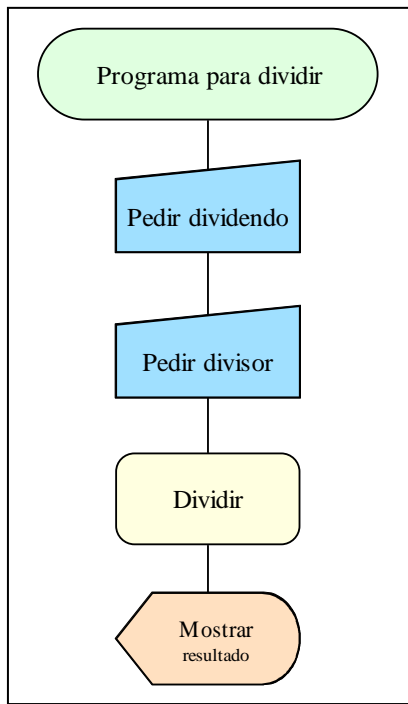 Programa para dividir
Pedir dividendo
Pedir divisor
Dividir
Mostrar
resultado